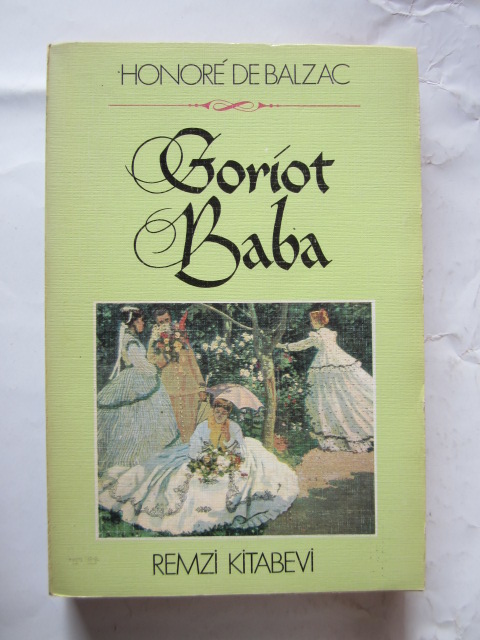 HONORÉ DE BALZAC
Goriot
Baba
REMZİ KİTABEVİ